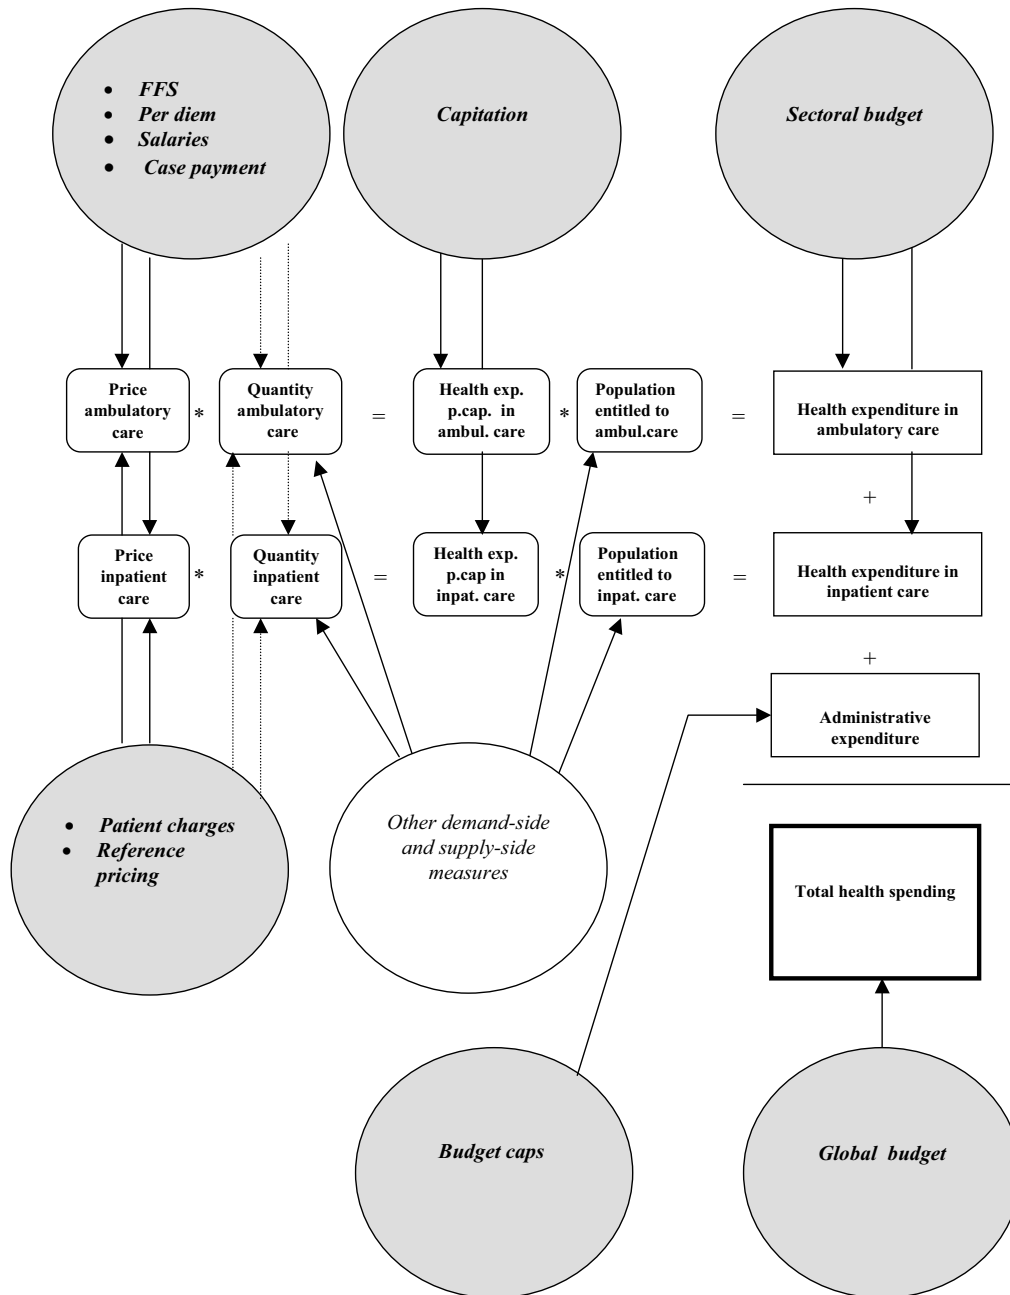 • FFS
• Per diem
• Salaries
• Case payment
Capitation
Sectoral budget
Price
ambulatory
care
*
Quantity
ambulatory
care
=
Health exp.
p.cap. in
ambul. care
*
Population
entitled to
ambul.care
=
Health expenditure in
ambulatory care
+
Price
inpatient
care
*
Quantity
inpatient
care
=
Health exp.
p.cap in
inpat. care
*
Population
entitled to
inpat. care
=
Health expenditure in
inpatient care
+
Administrative
expenditure
• Patient charges
• Reference
pricing
Other demand-side
and supply-side
measures
Total health spending
Budget caps
Global budget